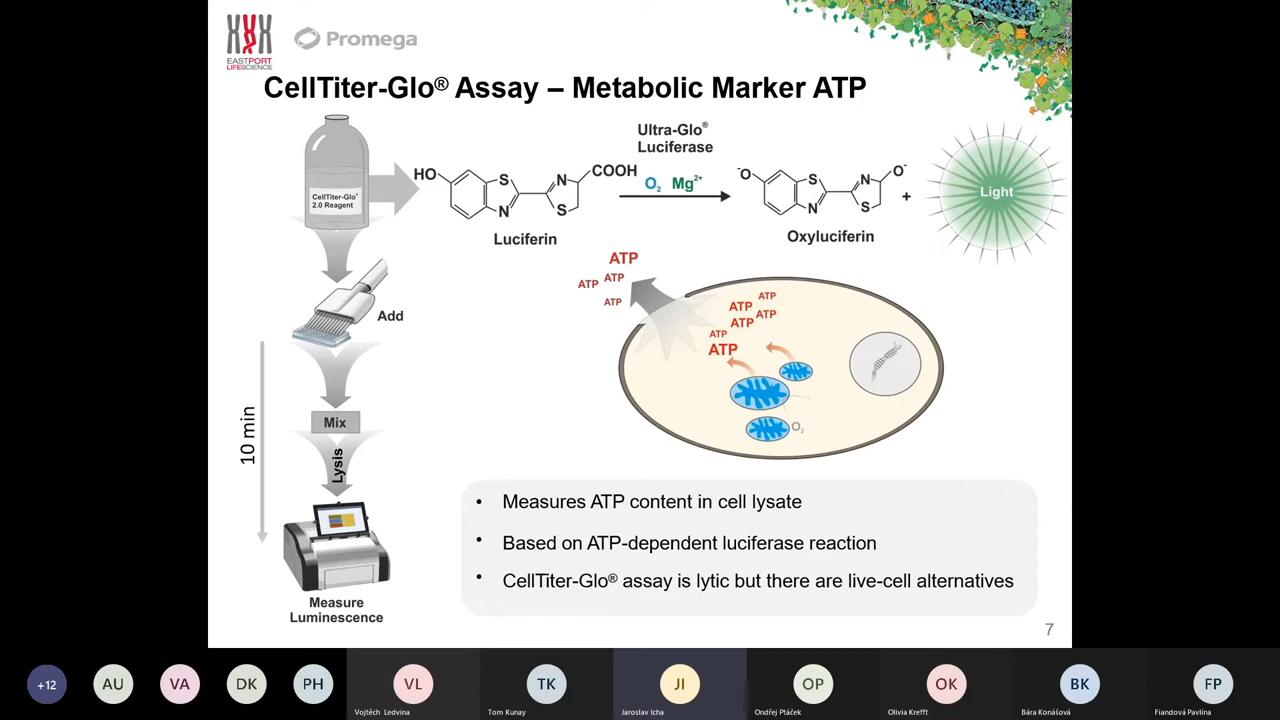 EASTPORT
LIFESCIENCE
Promega
CellTiter-Glo® Assay – Metabolic Marker ATP
CellTiter-Glo®
2.0 Reagent
HO
S
N
N
S
COOH
Luciferin
Ultra-Glo®
Luciferase
O₂ Mg²⁺
⁻O
S
N
N
S
O⁻
Oxyluciferin
+
Light
Add
10 min
Mix
Lysis
Measure
Luminescence
ATP
ATP
ATP
ATP
ATP
ATP
ATP
ATP
ATP
ATP
O₂
• Measures ATP content in cell lysate
• Based on ATP-dependent luciferase reaction
• CellTiter-Glo® assay is lytic but there are live-cell alternatives
7
+12
AU
VA
DK
PH
VL
TK
JI
OP
OK
BK
FP
Vojtěch Ledvina
Tom Kunay
Jaroslav Icha
Ondřej Ptáček
Olivia Krefft
Bára Konášová
Fiandová Pavlína